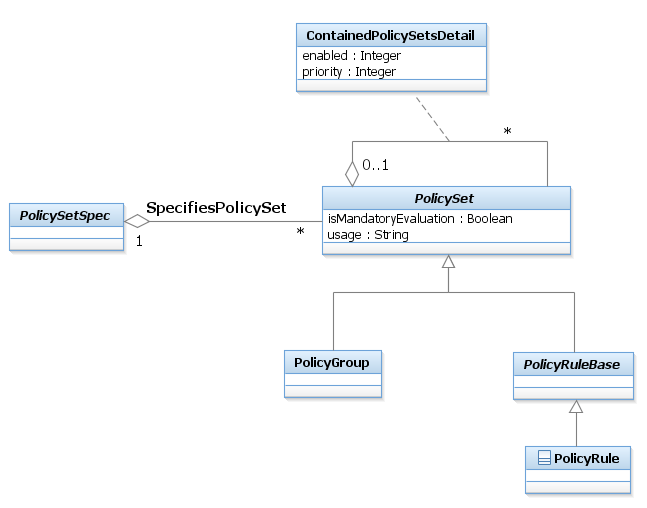 ContainedPolicySetsDetail
enabled : Integer
priority : Integer
*
0..1
PolicySet
isMandatoryEvaluation : Boolean
usage : String
SpecifiesPolicySet
PolicySetSpec
1
*
PolicyGroup
PolicyRuleBase
PolicyRule